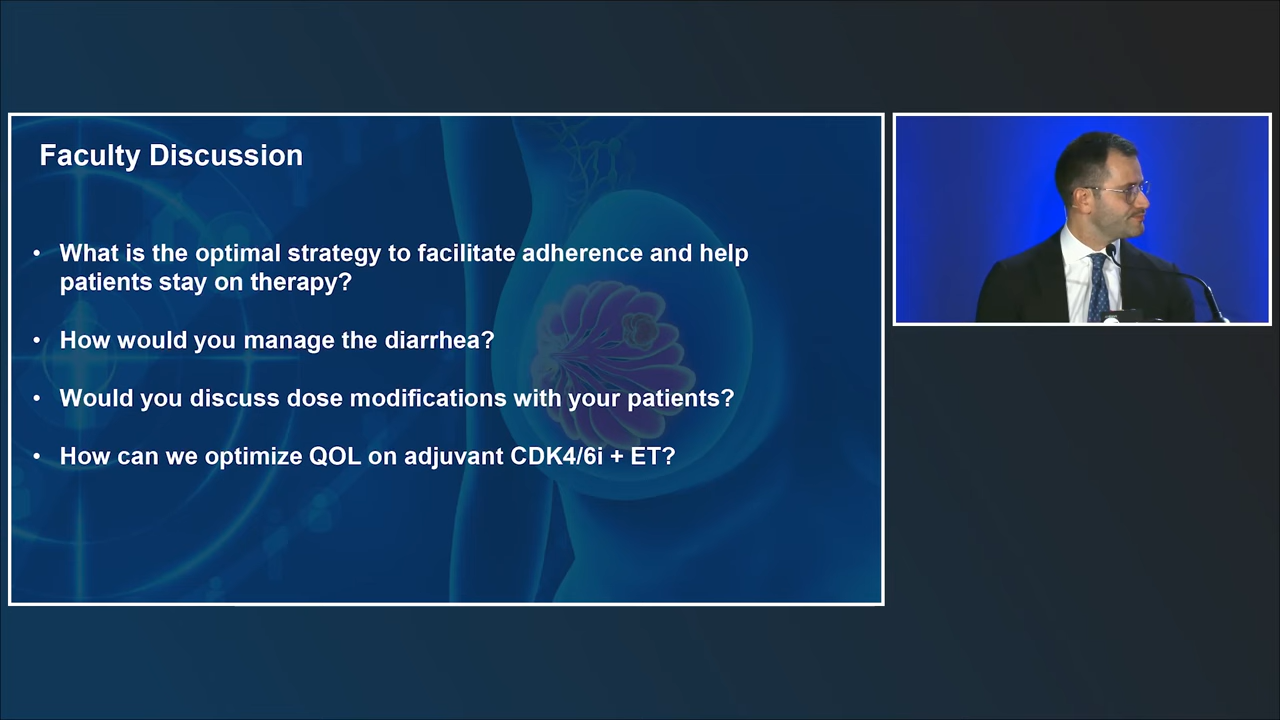 Faculty Discussion
• What is the optimal strategy to facilitate adherence and help
patients stay on therapy?
• How would you manage the diarrhea?
• Would you discuss dose modifications with your patients?
• How can we optimize QOL on adjuvant CDK4/6i + ET?